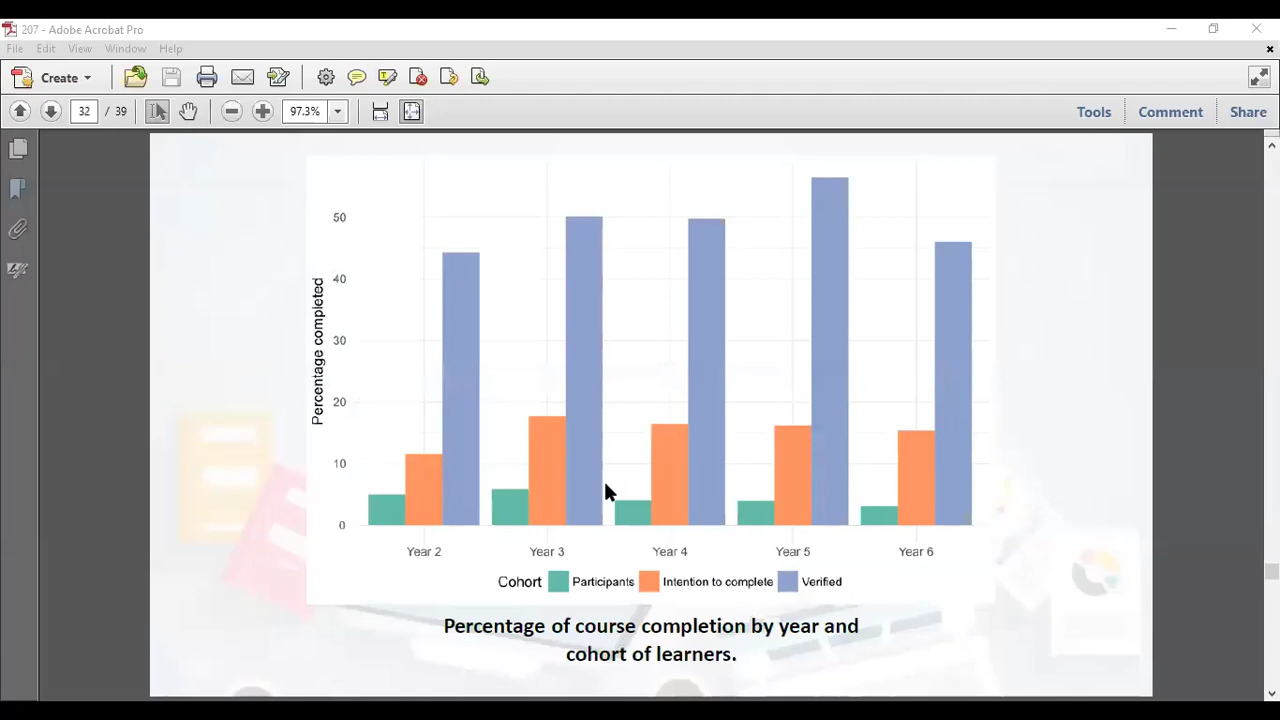 207 - Adobe Acrobat Pro
File Edit View Window Help
Create
32 / 39 97.3% Tools Comment Share
Percentage completed
50
40
30
20
10
0
Year 2 Year 3 Year 4 Year 5 Year 6
Cohort Participants Intention to complete Verified
Percentage of course completion by year and
cohort of learners.